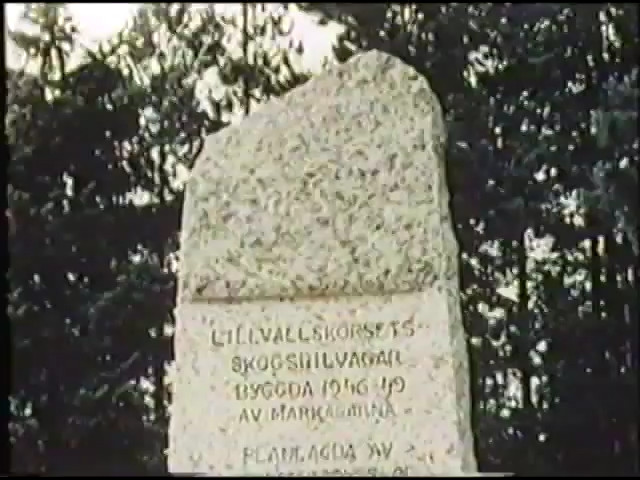 LILLVALLSKORSETS
SKOGSBILVÄGAR
BYGGDA 1946-49
AV MARKÄGARNA
PLANLAGDA AV